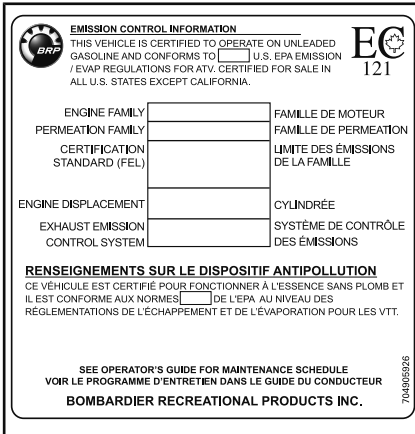 EMISSION CONTROL INFORMATION
THIS VEHICLE IS CERTIFIED TO OPERATE ON UNLEADED
GASOLINE AND CONFORMS TO U.S. EPA EMISSION
/ EVAP REGULATIONS FOR ATV. CERTIFIED FOR SALE IN
ALL U.S. STATES EXCEPT CALIFORNIA.
BRP
EC
121
ENGINE FAMILY FAMILLE DE MOTEUR
PERMEATION FAMILY FAMILLE DE PERMEATION
CERTIFICATION LIMITE DES ÉMISSIONS
STANDARD (FEL) DE LA FAMILLE
ENGINE DISPLACEMENT CYLINDRÉE
EXHAUST EMISSION SYSTÈME DE CONTRÔLE
CONTROL SYSTEM DES ÉMISSIONS
RENSEIGNEMENTS SUR LE DISPOSITIF ANTIPOLLUTION
CE VÉHICULE EST CERTIFIÉ POUR FONCTIONNER À L'ESSENCE SANS PLOMB ET
IL EST CONFORME AUX NORMES DE L'EPA AU NIVEAU DES
RÉGLEMENTATIONS DE L'ÉCHAPPEMENT ET DE L'ÉVAPORATION POUR LES VTT.
SEE OPERATOR'S GUIDE FOR MAINTENANCE SCHEDULE
VOIR LE PROGRAMME D'ENTRETIEN DANS LE GUIDE DU CONDUCTEUR
BOMBARDIER RECREATIONAL PRODUCTS INC.
704905926